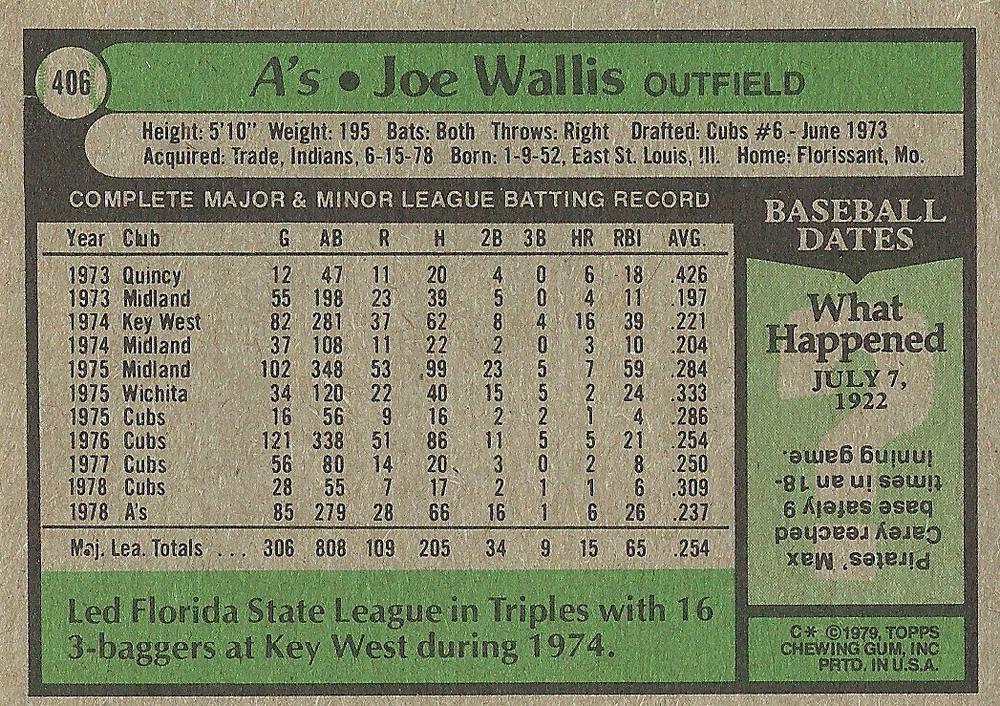 406
A's • Joe Wallis OUTFIELD
Height: 5'10" Weight: 195 Bats: Both Throws: Right Drafted: Cubs #6 - June 1973
Acquired: Trade, Indians, 6-15-78 Born: 1-9-52, East St. Louis, Ill. Home: Florissant, Mo.
COMPLETE MAJOR & MINOR LEAGUE BATTING RECORD
Year Club G AB R H 2B 3B HR RBI AVG.
1973 Quincy 12 47 11 20 4 0 6 18 .426
1973 Midland 55 198 23 39 5 0 4 11 .197
1974 Key West 82 281 37 62 8 4 16 39 .221
1974 Midland 37 108 11 22 2 0 3 10 .204
1975 Midland 102 348 53 99 23 5 7 59 .284
1975 Wichita 34 120 22 40 15 5 2 24 .333
1975 Cubs 16 56 9 16 2 2 1 4 .286
1976 Cubs 121 338 51 86 11 5 5 21 .254
1977 Cubs 56 80 14 20 3 0 2 8 .250
1978 Cubs 28 55 7 17 2 1 1 6 .309
1978 A's 85 279 28 66 16 1 6 26 .237
Maj. Lea. Totals ... 306 808 109 205 34 9 15 65 .254
Led Florida State League in Triples with 16
3-baggers at Key West during 1974.
BASEBALL
DATES
What
Happened
JULY 7,
1922
Pirates' Max
Carey reached
base safely 9
times in an 18-
inning game.
C* ©1979, TOPPS
CHEWING GUM, INC
PRTD. IN U.S.A.